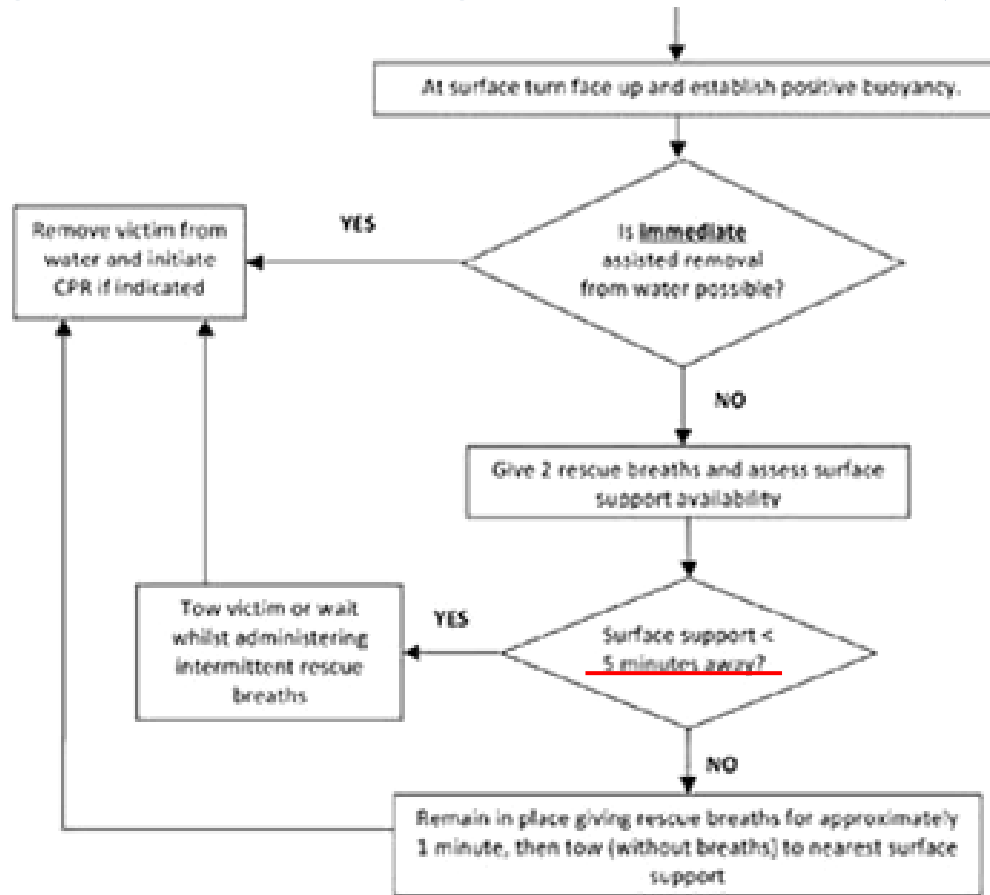 At surface turn face up and establish positive buoyancy.
YES
Remove victim from
water and initiate
CPR if indicated
Is immediate
assisted removal
from water possible?
NO
Give 2 rescue breaths and assess surface
support availability
Tow victim or wait
whilst administering
intermittent rescue
breaths
YES
Surface support <
5 minutes away?
NO
Remain in place giving rescue breaths for approximately
1 minute, then tow (without breaths) to nearest surface
support